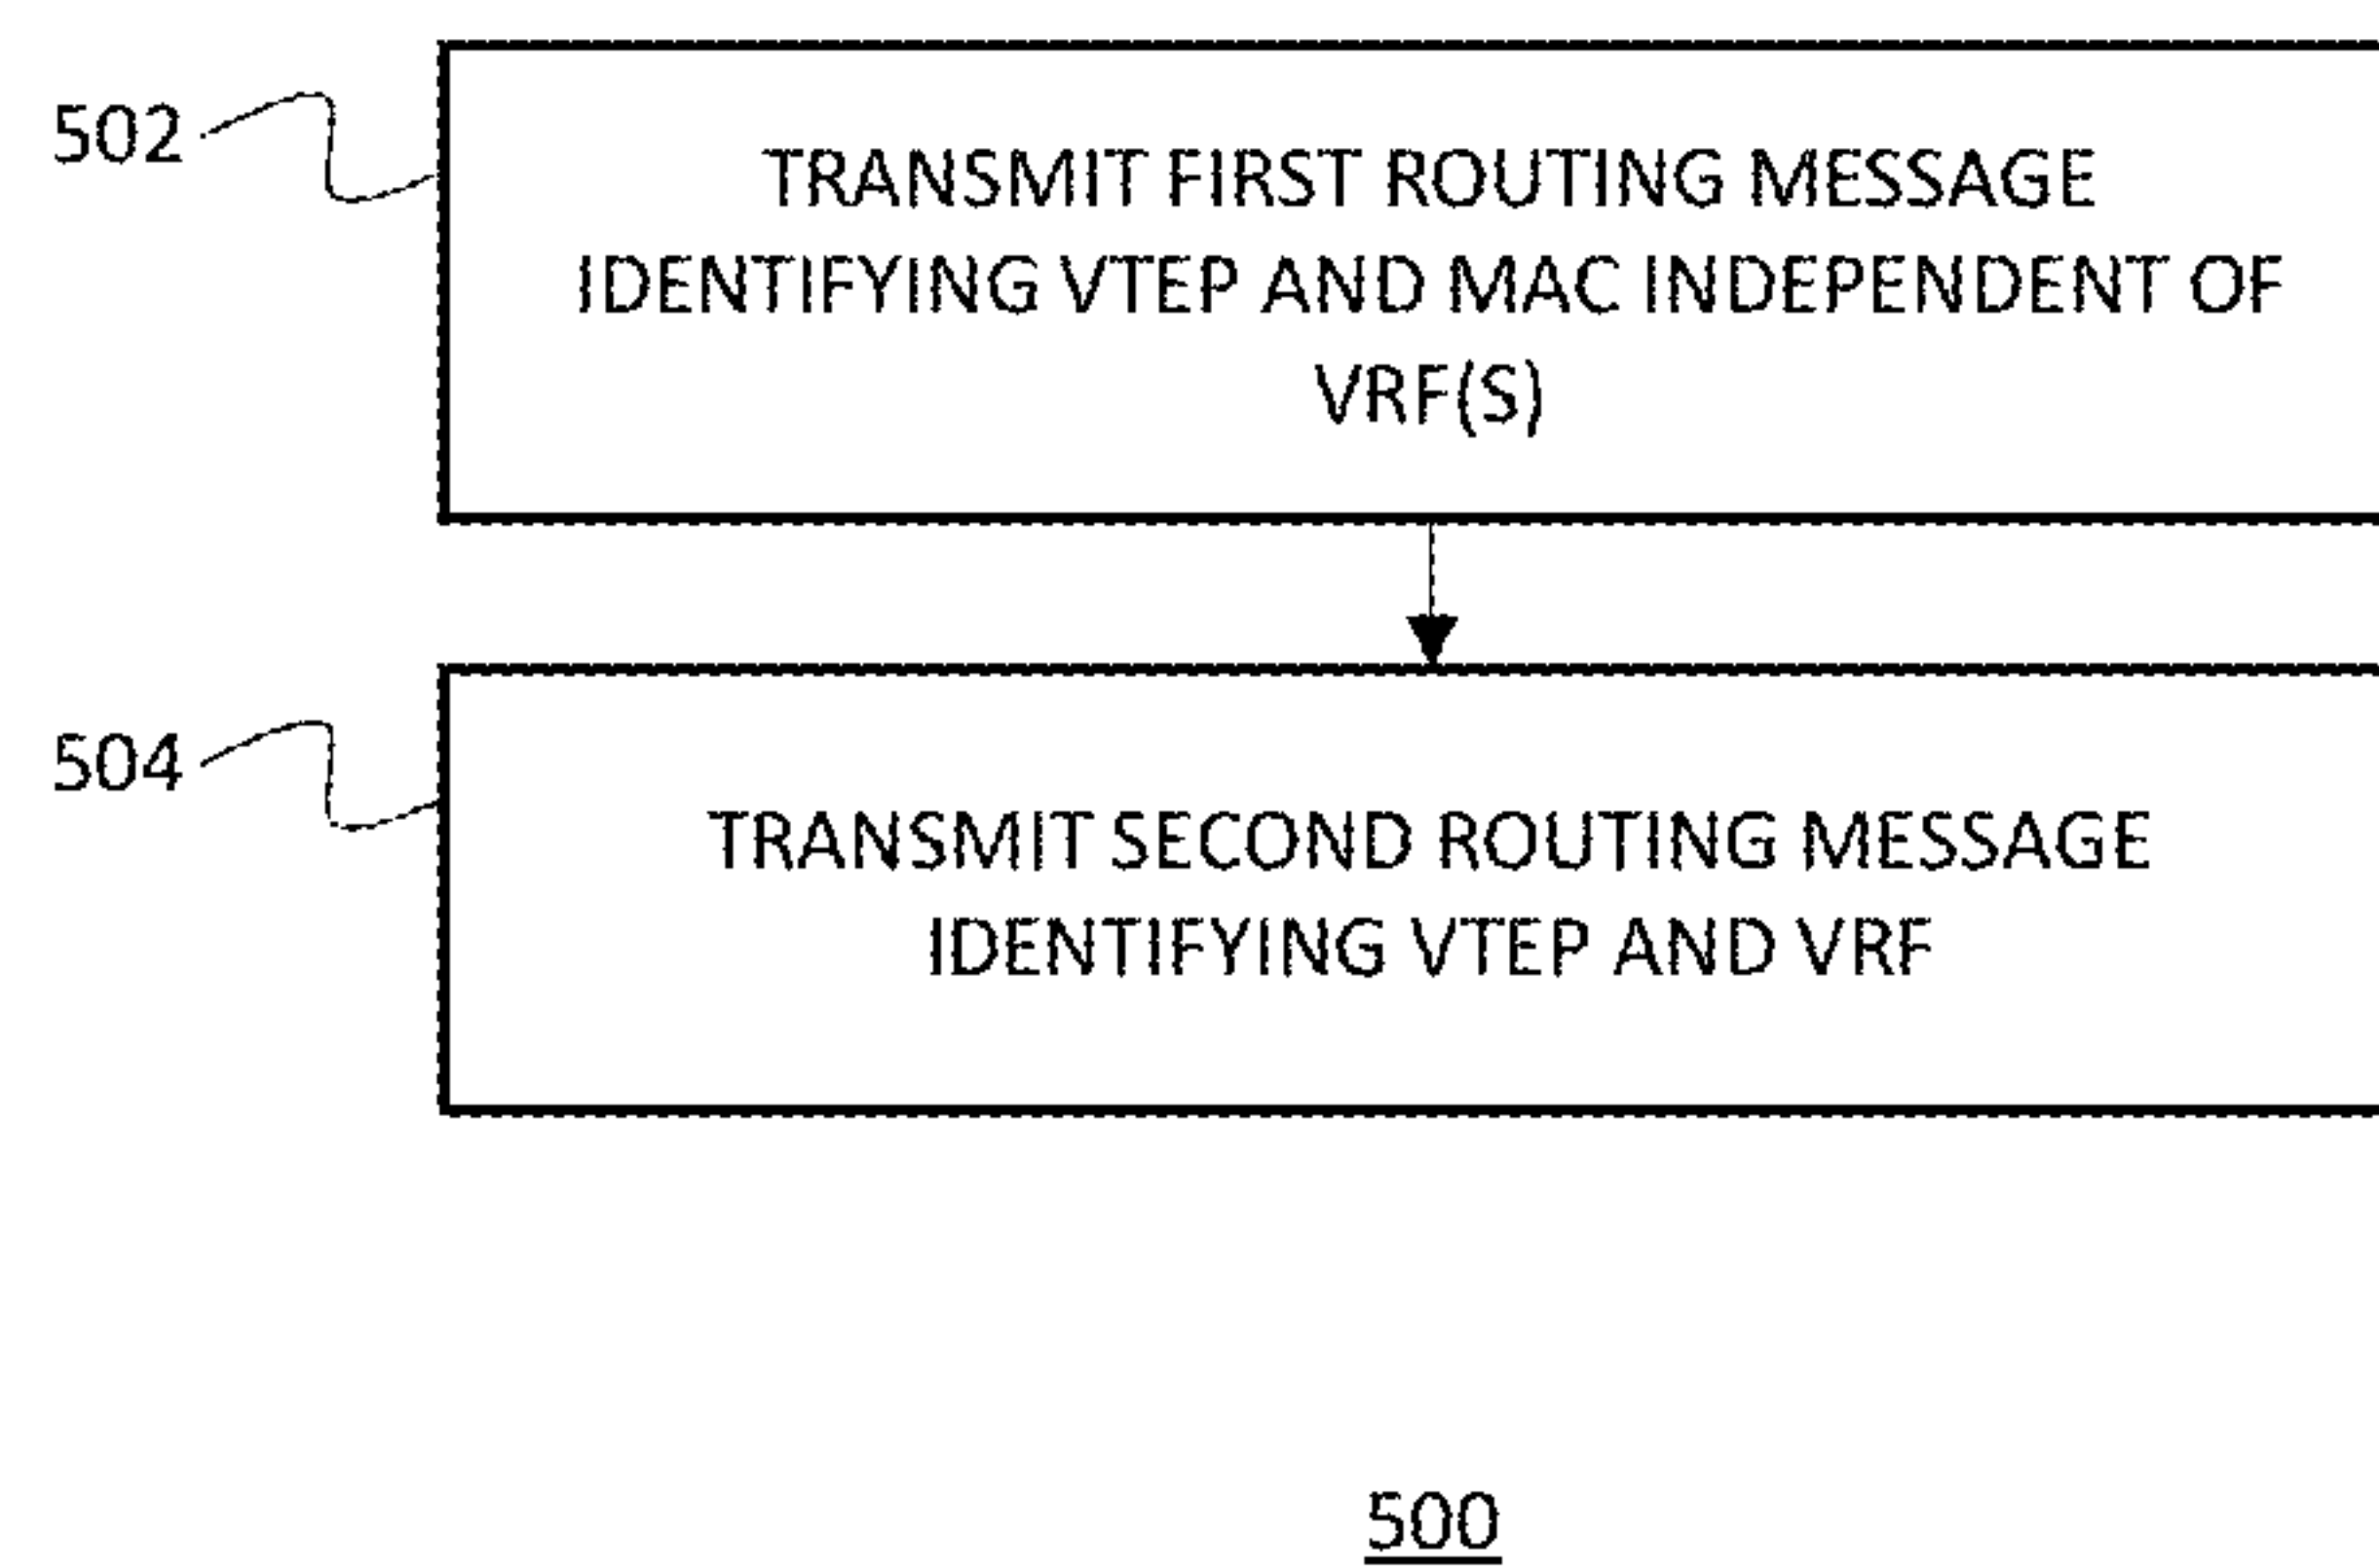 502
TRANSMIT FIRST ROUTING MESSAGE
IDENTIFYING VTEP AND MAC INDEPENDENT OF
VRF(S)
504
TRANSMIT SECOND ROUTING MESSAGE
IDENTIFYING VTEP AND VRF
500